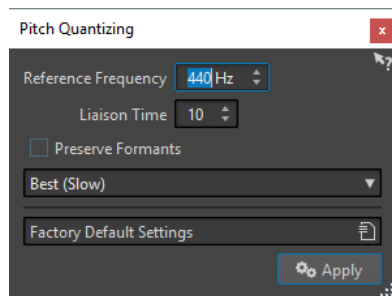 Pitch Quantizing
Reference Frequency 440 Hz
Liaison Time 10
Preserve Formants
Best (Slow)
Factory Default Settings
Apply